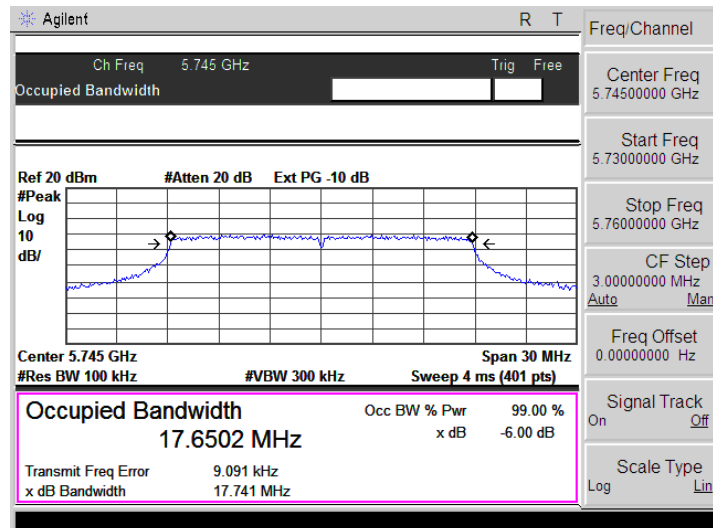 Agilent R T
Ch Freq 5.745 GHz Trig Free
Occupied Bandwidth
Ref 20 dBm #Atten 20 dB Ext PG -10 dB
#Peak
Log
10
dB/
Center 5.745 GHz Span 30 MHz
#Res BW 100 kHz #VBW 300 kHz Sweep 4 ms (401 pts)
Occupied Bandwidth Occ BW % Pwr 99.00 %
17.6502 MHz x dB -6.00 dB
Transmit Freq Error 9.091 kHz
x dB Bandwidth 17.741 MHz
Freq/Channel
Center Freq
5.74500000 GHz
Start Freq
5.73000000 GHz
Stop Freq
5.76000000 GHz
CF Step
3.00000000 MHz
Auto Man
Freq Offset
0.00000000 Hz
Signal Track
On Off
Scale Type
Log Lin